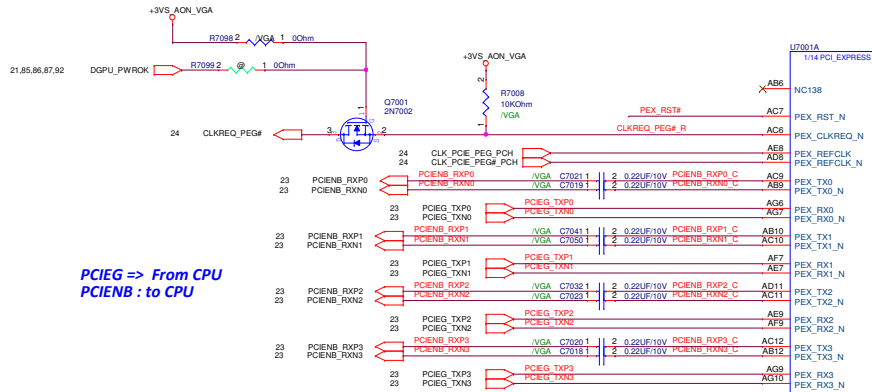 +3VS_AON_VGA
R7098 2 /VGA 1 0Ohm
+3VS_AON_VGA
U7001A
1/14 PCI_EXPRESS
21,85,86,87,92 DGPU_PWROK R7099 2 @ 1 0Ohm
2
R7008
10KOhm
/VGA
1
AB6 NC138
1
Q7001
2N7002
PEX_RST# AC7 PEX_RST_N
24 CLKREQ_PEG# 3 2 CLKREQ_PEG#_R AC6 PEX_CLKREQ_N
24 CLK_PCIE_PEG_PCH AE8 PEX_REFCLK
24 CLK_PCIE_PEG#_PCH AD8 PEX_REFCLK_N
23 PCIENB_RXP0 PCIENB_RXP0 /VGA C7021 1 2 0.22UF/10V PCIENB_RXP0_C AC9 PEX_TX0
23 PCIENB_RXN0 PCIENB_RXN0 /VGA C7019 1 2 0.22UF/10V PCIENB_RXN0_C AB9 PEX_TX0_N
23 PCIEG_TXP0 PCIEG_TXP0 AG6 PEX_RX0
23 PCIEG_TXN0 PCIEG_TXN0 AG7 PEX_RX0_N
23 PCIENB_RXP1 PCIENB_RXP1 /VGA C7041 1 2 0.22UF/10V PCIENB_RXP1_C AB10 PEX_TX1
23 PCIENB_RXN1 PCIENB_RXN1 /VGA C7050 1 2 0.22UF/10V PCIENB_RXN1_C AC10 PEX_TX1_N
23 PCIEG_TXP1 PCIEG_TXP1 AF7 PEX_RX1
23 PCIEG_TXN1 PCIEG_TXN1 AE7 PEX_RX1_N
PCIEG => From CPU
PCIENB : to CPU
23 PCIENB_RXP2 PCIENB_RXP2 /VGA C7032 1 2 0.22UF/10V PCIENB_RXP2_C AD11 PEX_TX2
23 PCIENB_RXN2 PCIENB_RXN2 /VGA C7023 1 2 0.22UF/10V PCIENB_RXN2_C AC11 PEX_TX2_N
23 PCIEG_TXP2 PCIEG_TXP2 AE9 PEX_RX2
23 PCIEG_TXN2 PCIEG_TXN2 AF9 PEX_RX2_N
23 PCIENB_RXP3 PCIENB_RXP3 /VGA C7020 1 2 0.22UF/10V PCIENB_RXP3_C AC12 PEX_TX3
23 PCIENB_RXN3 PCIENB_RXN3 /VGA C7018 1 2 0.22UF/10V PCIENB_RXN3_C AB12 PEX_TX3_N
23 PCIEG_TXP3 PCIEG_TXP3 AG9 PEX_RX3
23 PCIEG_TXN3 PCIEG_TXN3 AG10 PEX_RX3_N